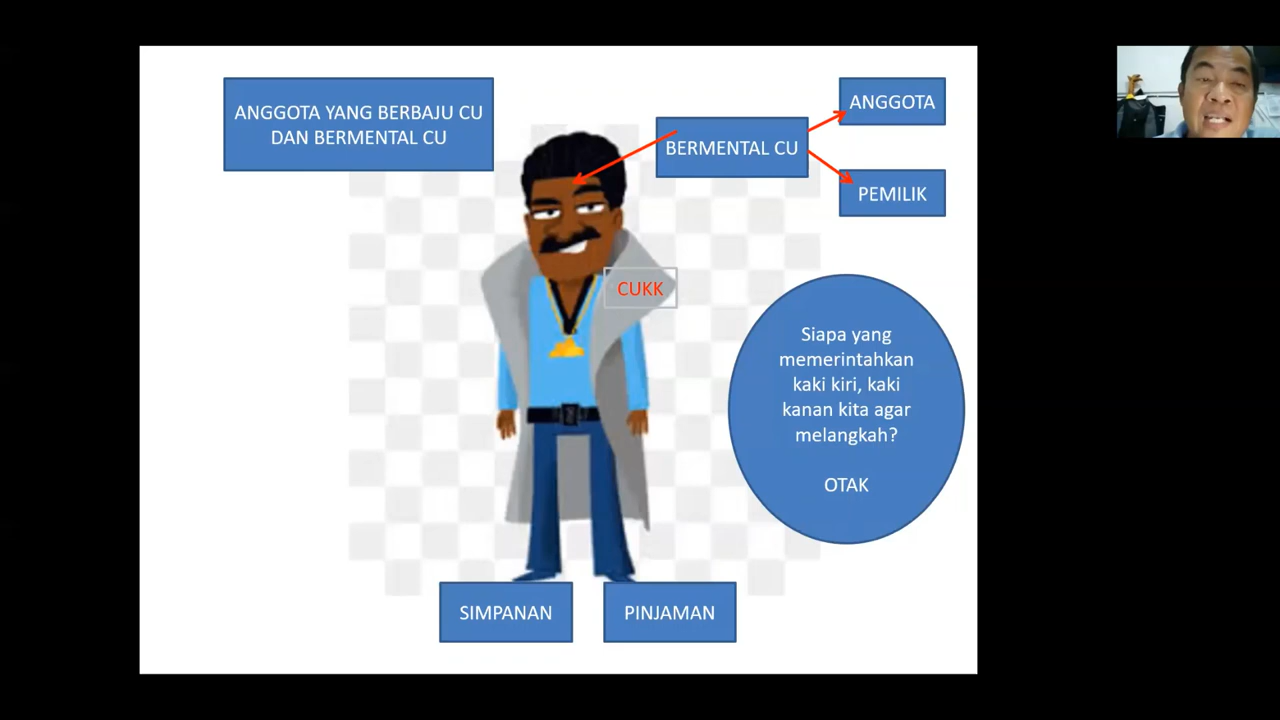 ANGGOTA YANG BERBAJU CU
DAN BERMENTAL CU
BERMENTAL CU
ANGGOTA
PEMILIK
CUKK
Siapa yang
memerintahkan
kaki kiri, kaki
kanan kita agar
melangkah?
OTAK
SIMPANAN
PINJAMAN